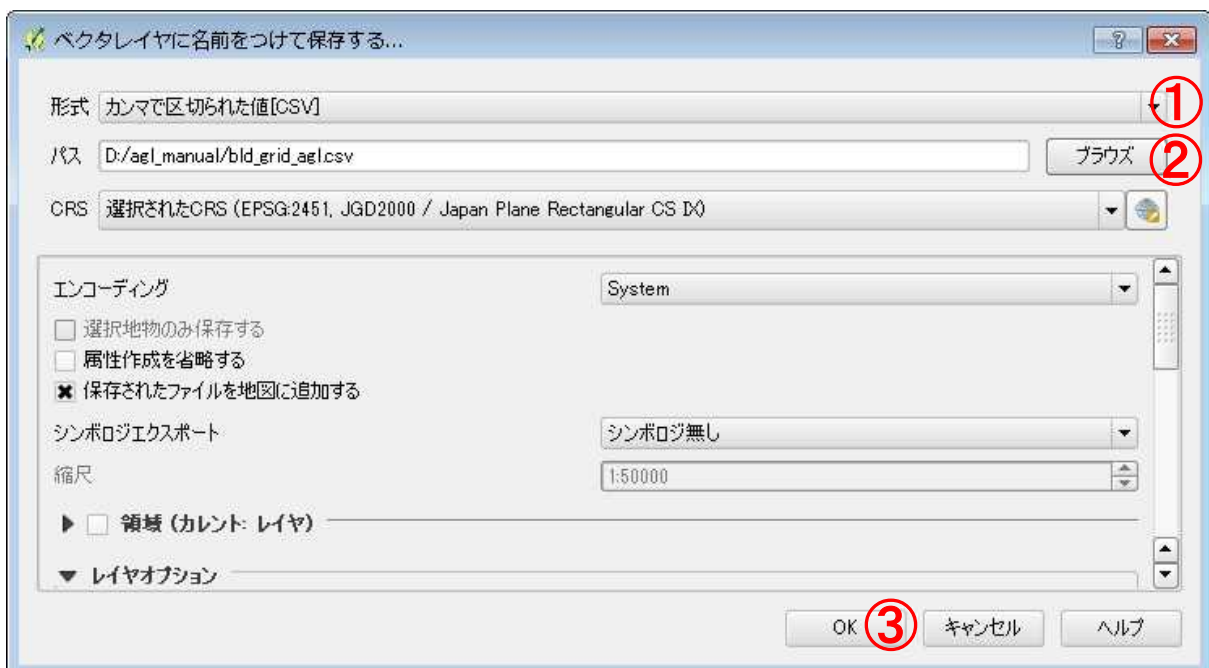 ベクタレイヤに名前をつけて保存する...
形式 カンマで区切られた値[CSV] ①
パス D:/agl_manual/bld_grid_agl.csv ブラウズ ②
CRS 選択されたCRS (EPSG:2451, JGD2000 / Japan Plane Rectangular CS IX)
エンコーディング System
選択地物のみ保存する
属性作成を省略する
保存されたファイルを地図に追加する
シンボロジエクスポート シンボロジ無し
縮尺 1:50000
領域 (カレント: レイヤ)
レイヤオプション
OK ③ キャンセル ヘルプ